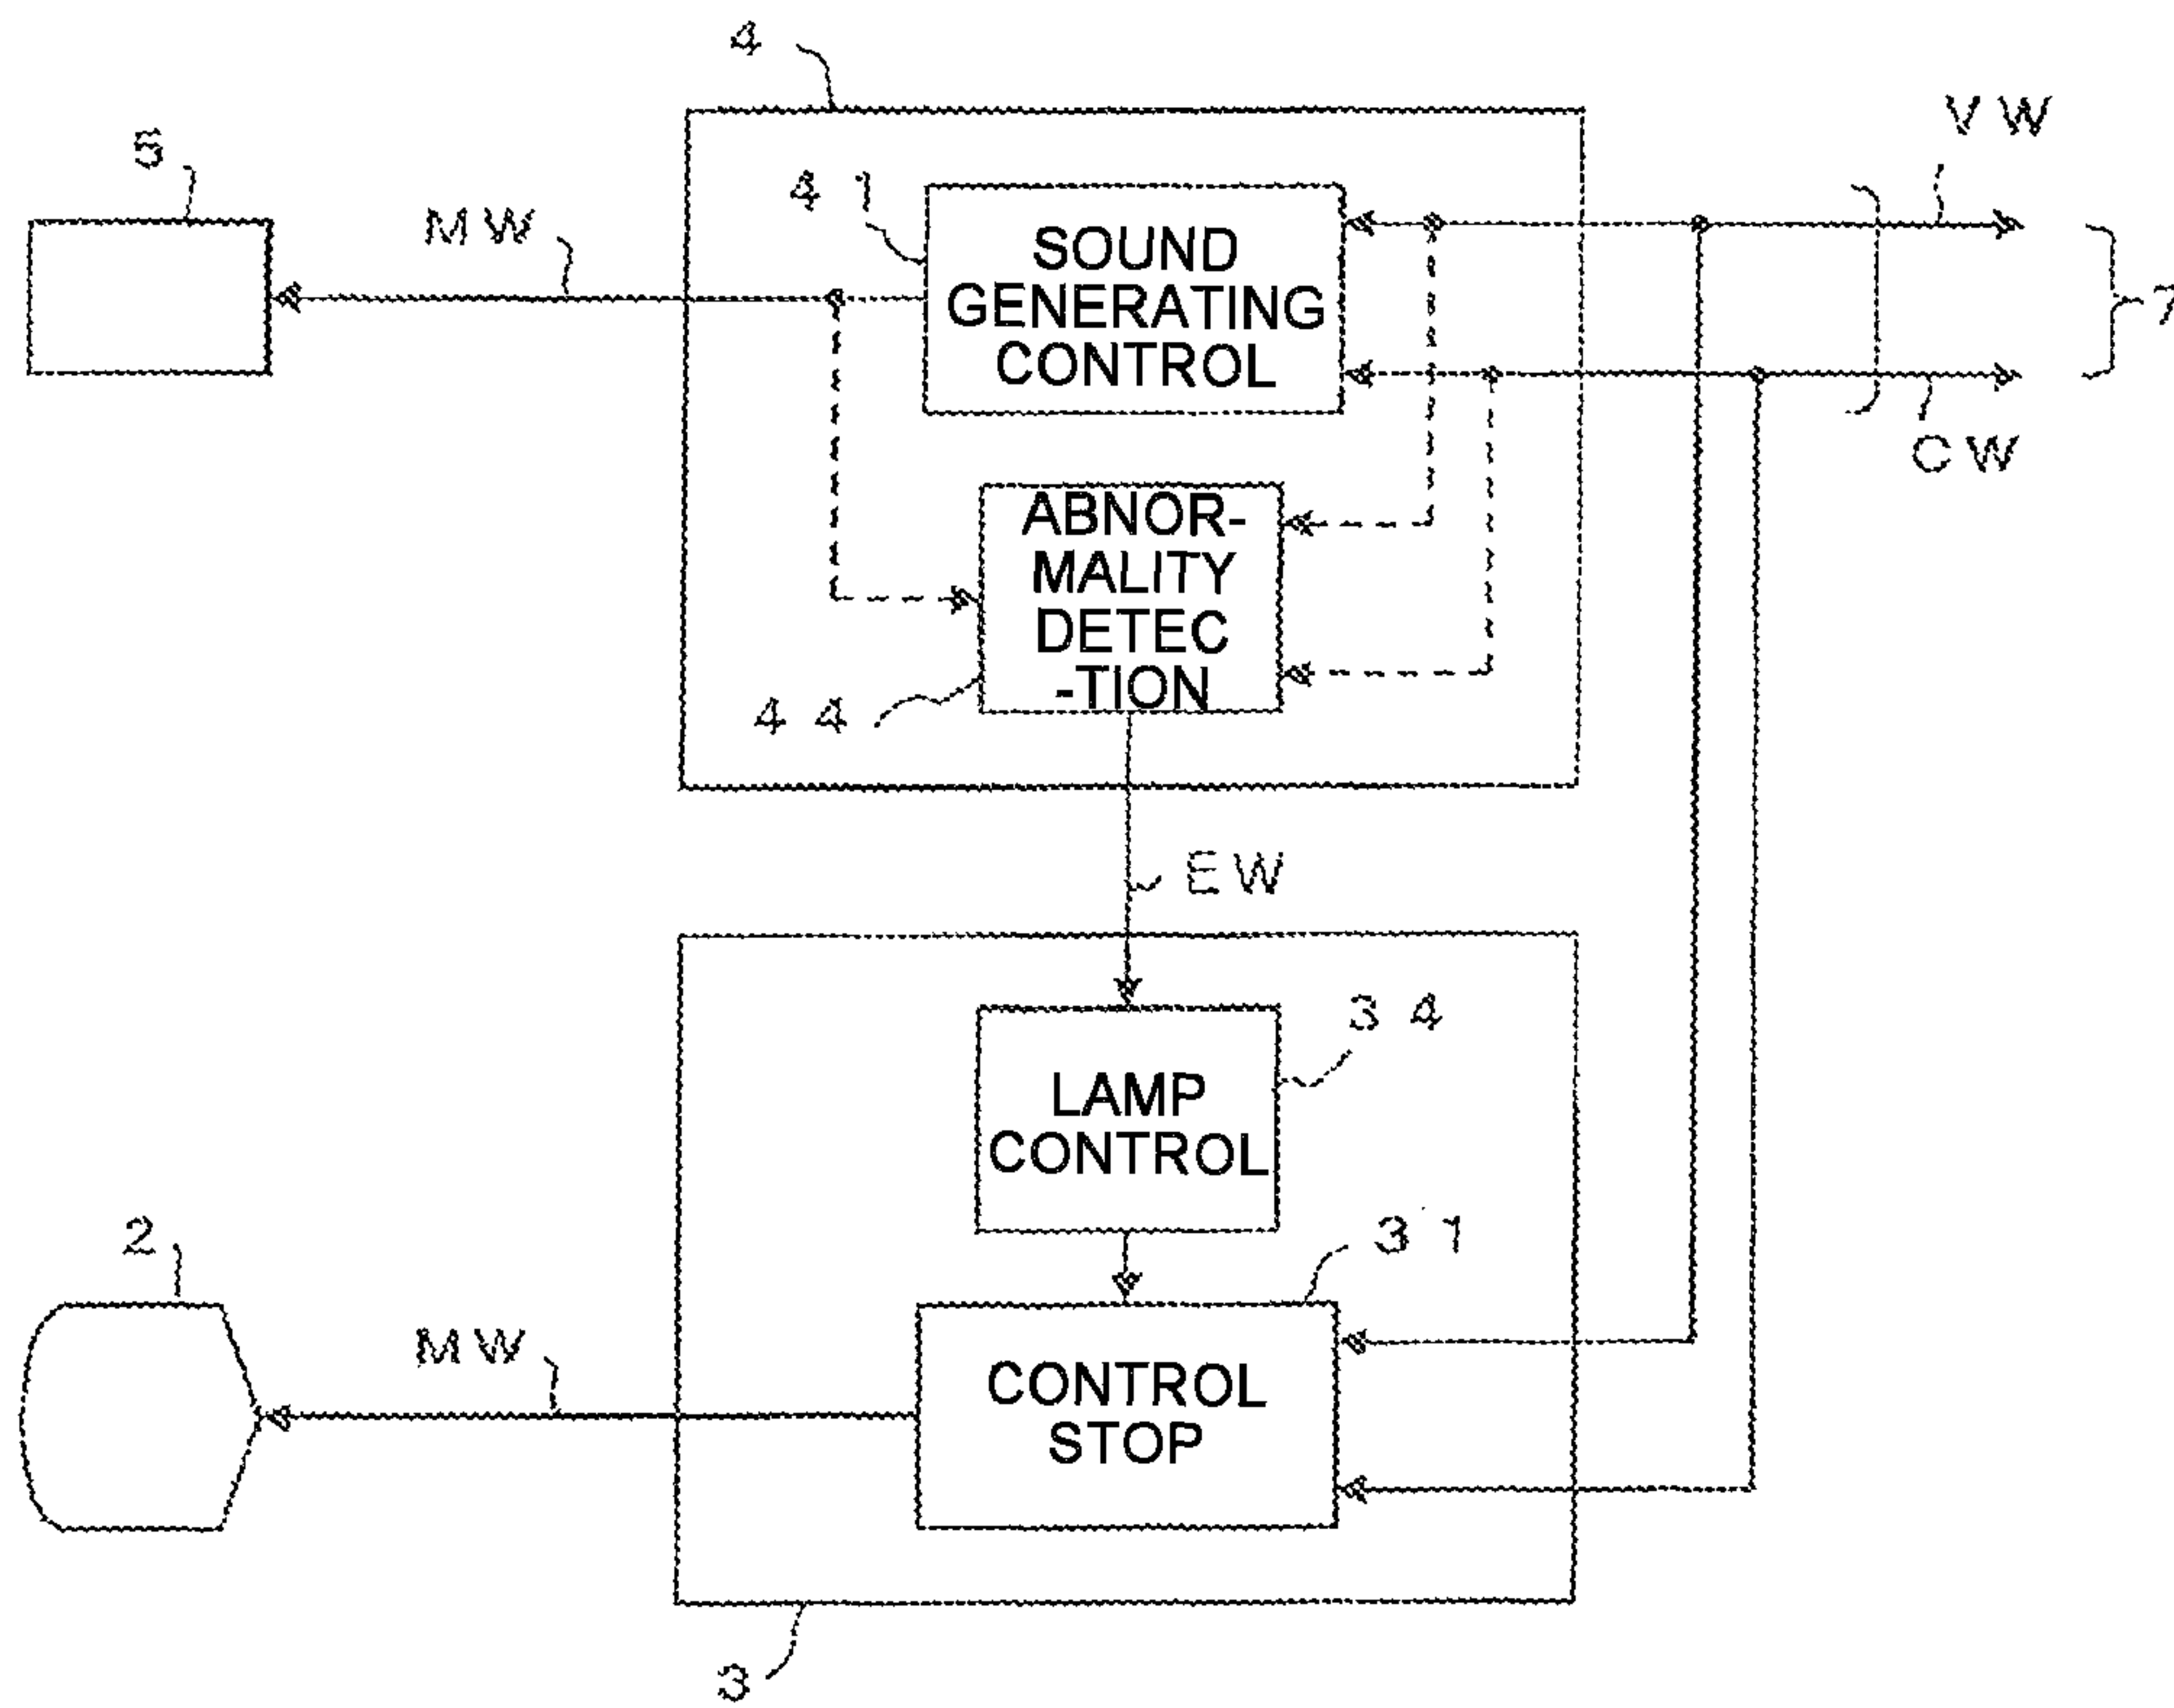 4
VW
5
41
MW
SOUND
GENERATING
CONTROL
7
CW
ABNOR-
MALITY
DETEC
-TION
44
EW
34
LAMP
CONTROL
2
31
MW
CONTROL
STOP
3